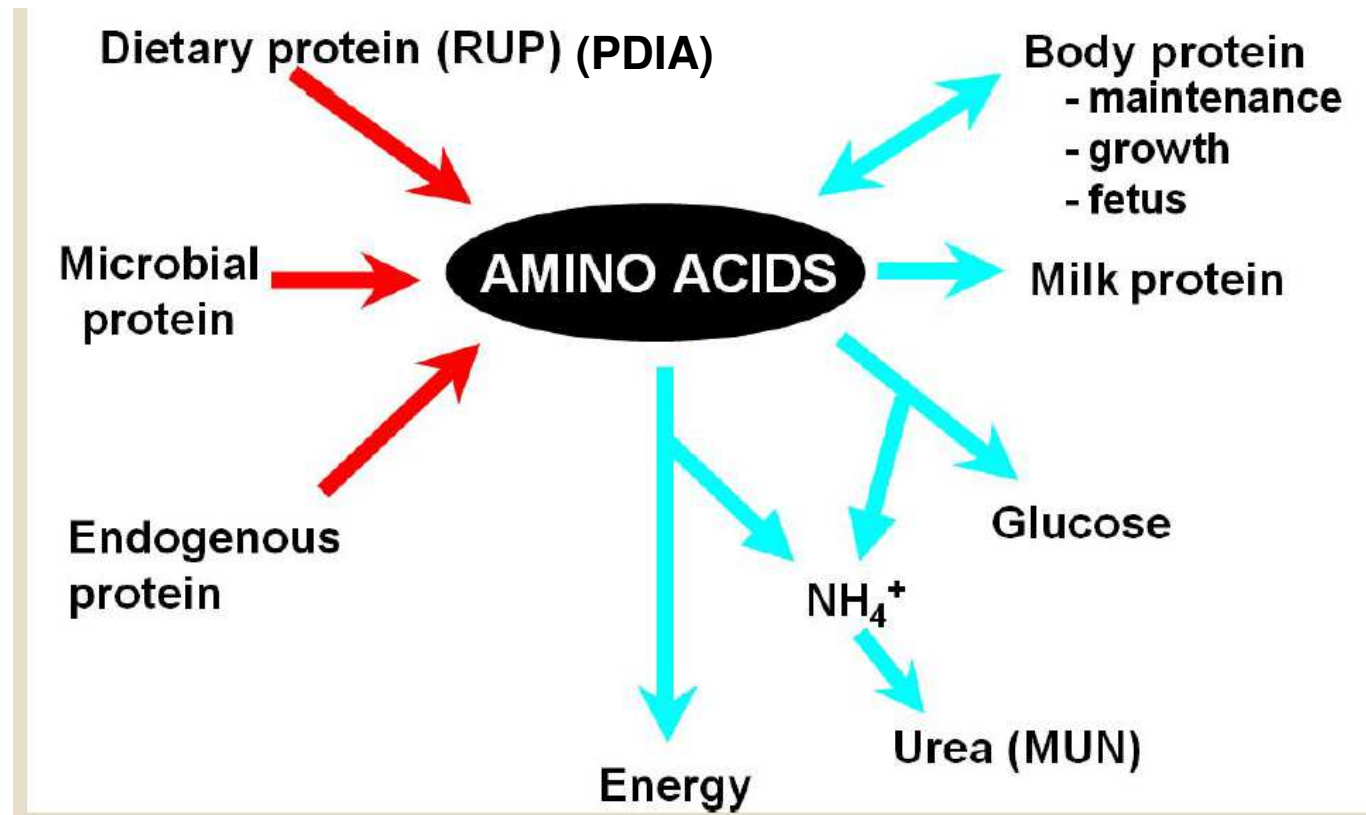 Dietary protein (RUP) (PDIA)
Body protein
- maintenance
- growth
- fetus
Microbial
protein
AMINO ACIDS
Milk protein
Endogenous
protein
Glucose
NH₄⁺
Urea (MUN)
Energy